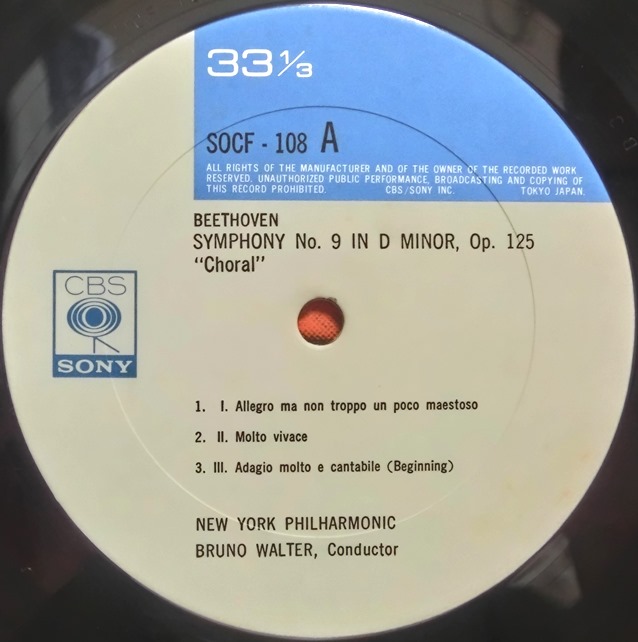 33 1/3
SOCF - 108 A
ALL RIGHTS OF THE MANUFACTURER AND OF THE OWNER OF THE RECORDED WORK
RESERVED. UNAUTHORIZED PUBLIC PERFORMANCE, BROADCASTING AND COPYING OF
THIS RECORD PROHIBITED. CBS/SONY INC. TOKYO JAPAN.
BEETHOVEN
SYMPHONY No. 9 IN D MINOR, Op. 125
"Choral"
CBS
SONY
1. I. Allegro ma non troppo un poco maestoso
2. II. Molto vivace
3. III. Adagio molto e cantabile (Beginning)
NEW YORK PHILHARMONIC
BRUNO WALTER, Conductor